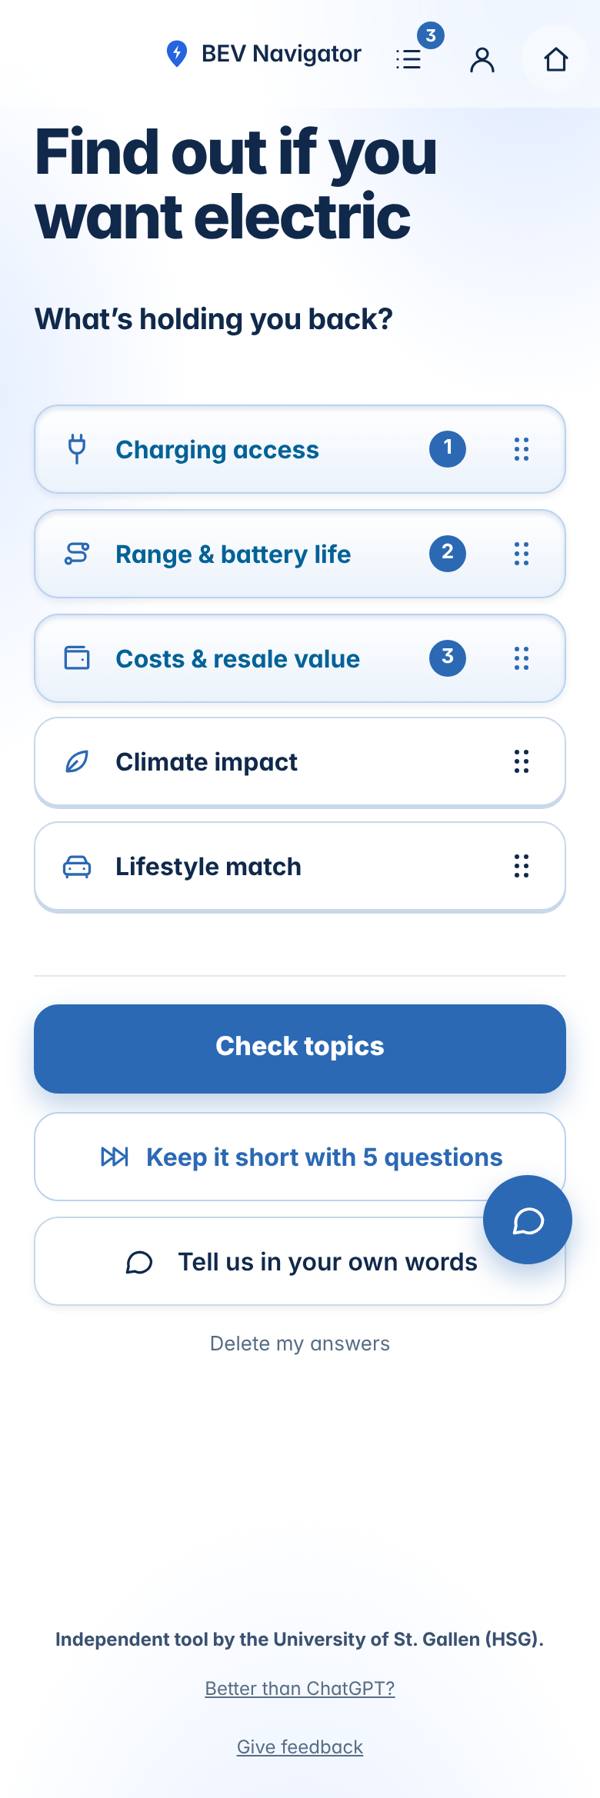 BEV Navigator
3
Find out if you
want electric
What’s holding you back?
Charging access 1
Range & battery life 2
Costs & resale value 3
Climate impact
Lifestyle match
Check topics
Keep it short with 5 questions
Tell us in your own words
Delete my answers
Independent tool by the University of St. Gallen (HSG).
Better than ChatGPT?
Give feedback